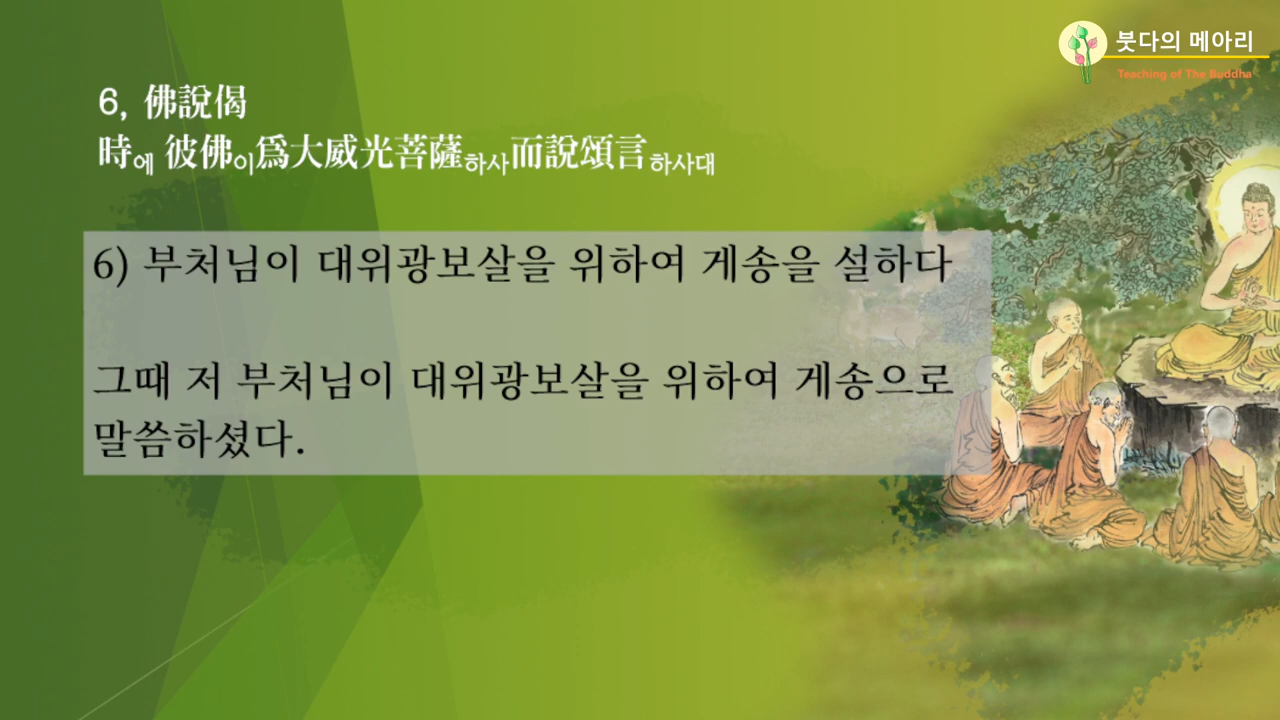 붓다의 메아리
Teaching of The Buddha
6, 佛說偈
時에 彼佛이爲大威光菩薩하사而說頌言하사대
6) 부처님이 대위광보살을 위하여 게송을 설하다
그때 저 부처님이 대위광보살을 위하여 게송으로
말씀하셨다.